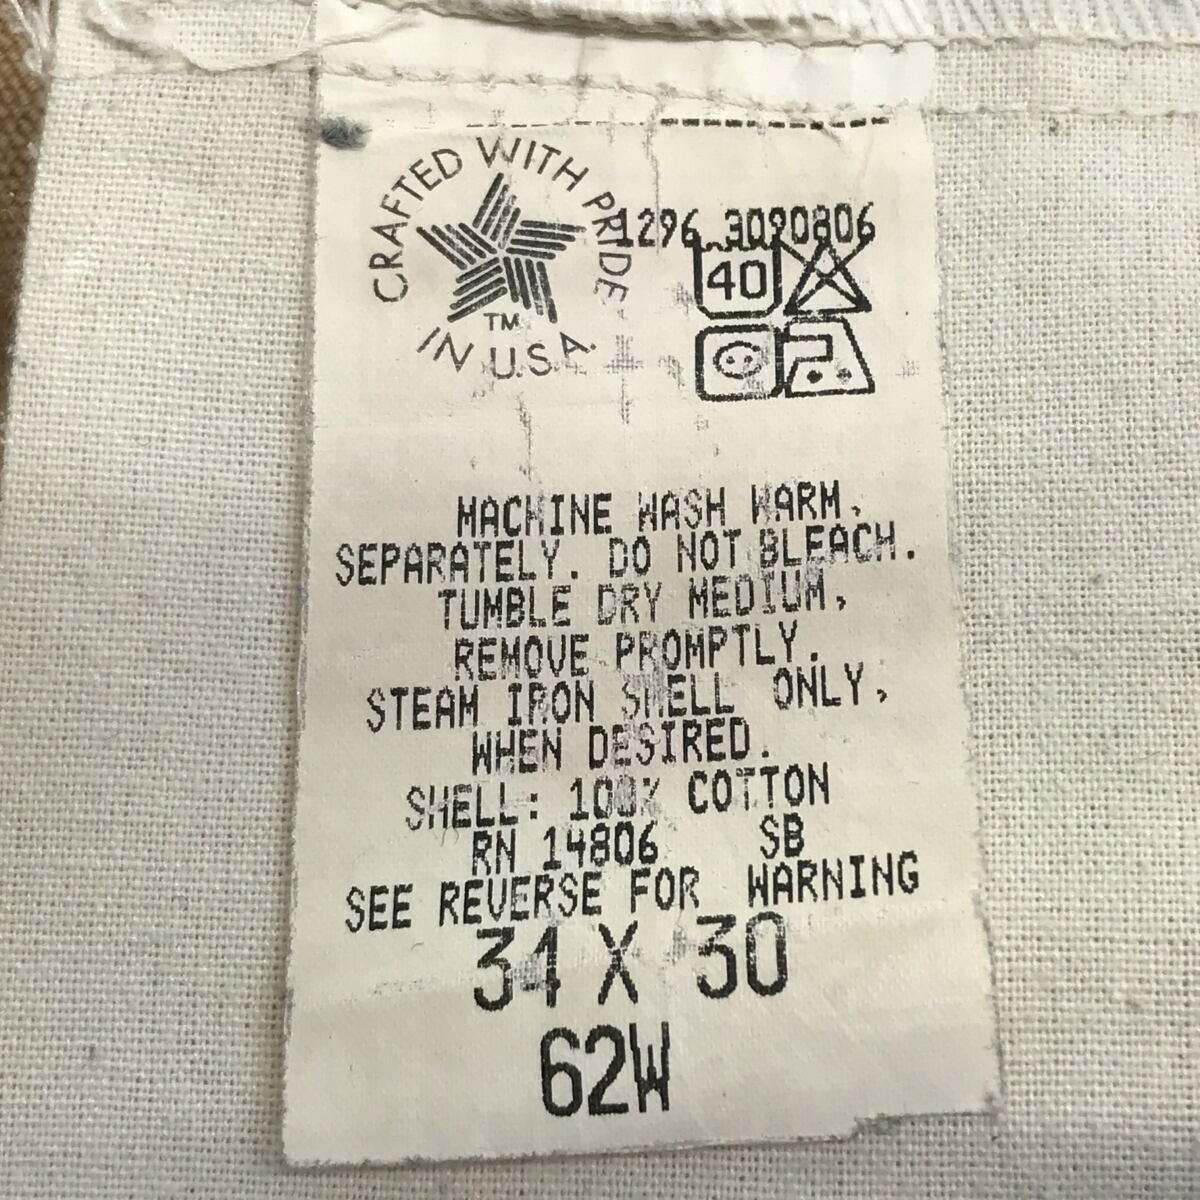 CRAFTED WITH PRIDE
IN U.S.A.
TM
1296 3090806
40
MACHINE WASH WARM,
SEPARATELY. DO NOT BLEACH.
TUMBLE DRY MEDIUM,
REMOVE PROMPTLY.
STEAM IRON SHELL ONLY,
WHEN DESIRED.
SHELL: 100% COTTON
RN 14806 SB
SEE REVERSE FOR WARNING
34 X 30
62W